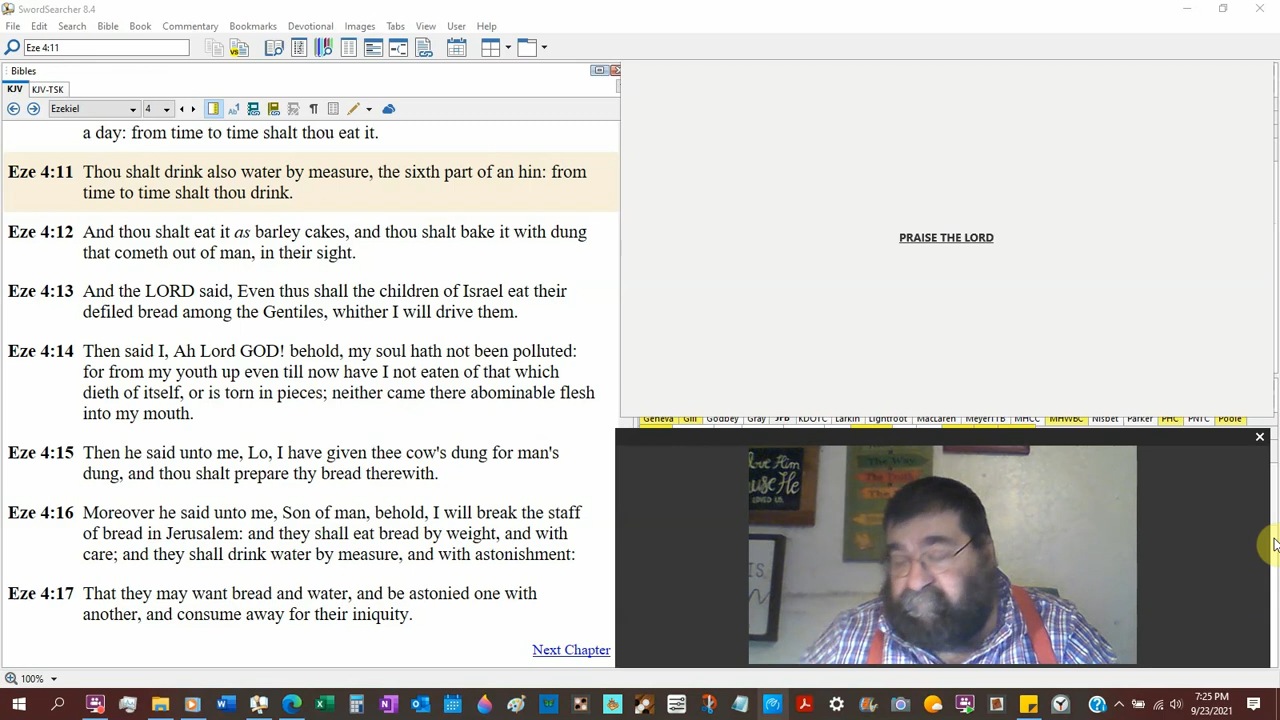 SwordSearcher 8.4
File Edit Search Bible Book Commentary Bookmarks Devotional Images Tabs View User Help
Eze 4:11
Bibles
KJV KJV-TSK
Ezekiel 4
a day: from time to time shalt thou eat it.
Eze 4:11 Thou shalt drink also water by measure, the sixth part of an hin: from
time to time shalt thou drink.
Eze 4:12 And thou shalt eat it as barley cakes, and thou shalt bake it with dung
that cometh out of man, in their sight.
Eze 4:13 And the LORD said, Even thus shall the children of Israel eat their
defiled bread among the Gentiles, whither I will drive them.
Eze 4:14 Then said I, Ah Lord GOD! behold, my soul hath not been polluted:
for from my youth up even till now have I not eaten of that which
dieth of itself, or is torn in pieces; neither came there abominable flesh
into my mouth.
Eze 4:15 Then he said unto me, Lo, I have given thee cow's dung for man's
dung, and thou shalt prepare thy bread therewith.
Eze 4:16 Moreover he said unto me, Son of man, behold, I will break the staff
of bread in Jerusalem: and they shall eat bread by weight, and with
care; and they shall drink water by measure, and with astonishment:
Eze 4:17 That they may want bread and water, and be astonied one with
another, and consume away for their iniquity.
Next Chapter
100%
PRAISE THE LORD
Geneva Gill Godbey Gray JFB KDOTC Larkin Lightfoot MacLaren MeyerTTB MHCC MHWBC Nisbet Parker PHC PNTC Poole
Love Him
He
The Way
7:25 PM
9/23/2021